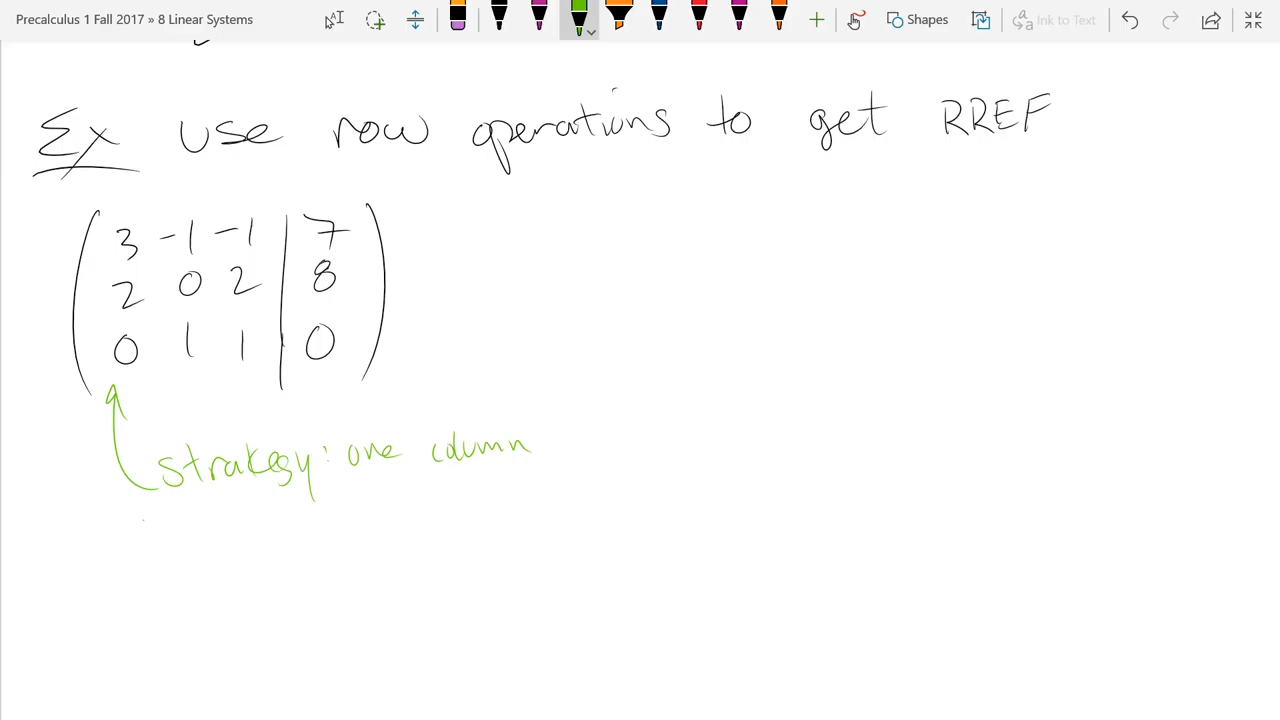 Precalculus 1 Fall 2017 » 8 Linear Systems
Shapes
Ink to Text
Ex use row operations to get RREF
3 -1 -1 | 7
2 0 2 | 8
0 1 1 | 0
strategy: one column